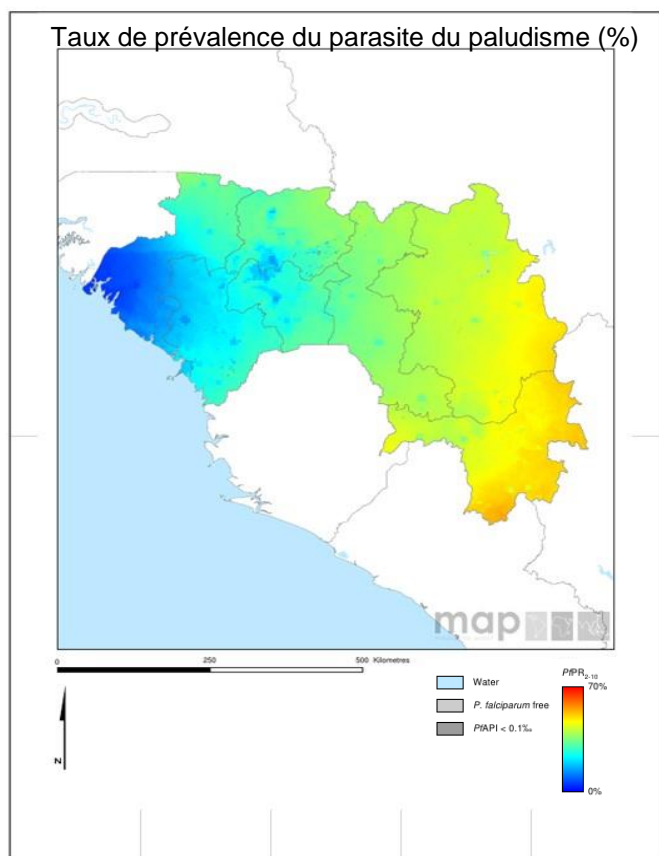 Taux de prévalence du parasite du paludisme (%)
map
0
250
500 Kilometres
N
Water
P. falciparum free
PfAPI < 0.1‰
PfPR2-10
70%
0%